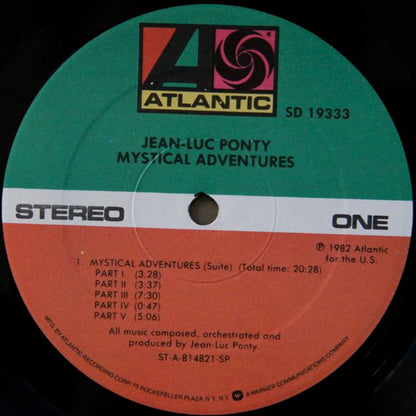 ATLANTIC
SD 19333
JEAN-LUC PONTY
MYSTICAL ADVENTURES
STEREO
ONE
℗ 1982 Atlantic
for the U.S.
1. MYSTICAL ADVENTURES (Suite) (Total time: 20:28)
PART I (3:28)
PART II (3:37)
PART III (7:30)
PART IV (0:47)
PART V (5:06)
All music composed, orchestrated and
produced by Jean-Luc Ponty.
ST-A-814821-SP
MFG. BY ATLANTIC RECORDING CORP., 75 ROCKEFELLER PLAZA, N.Y., N.Y. W A WARNER COMMUNICATIONS COMPANY